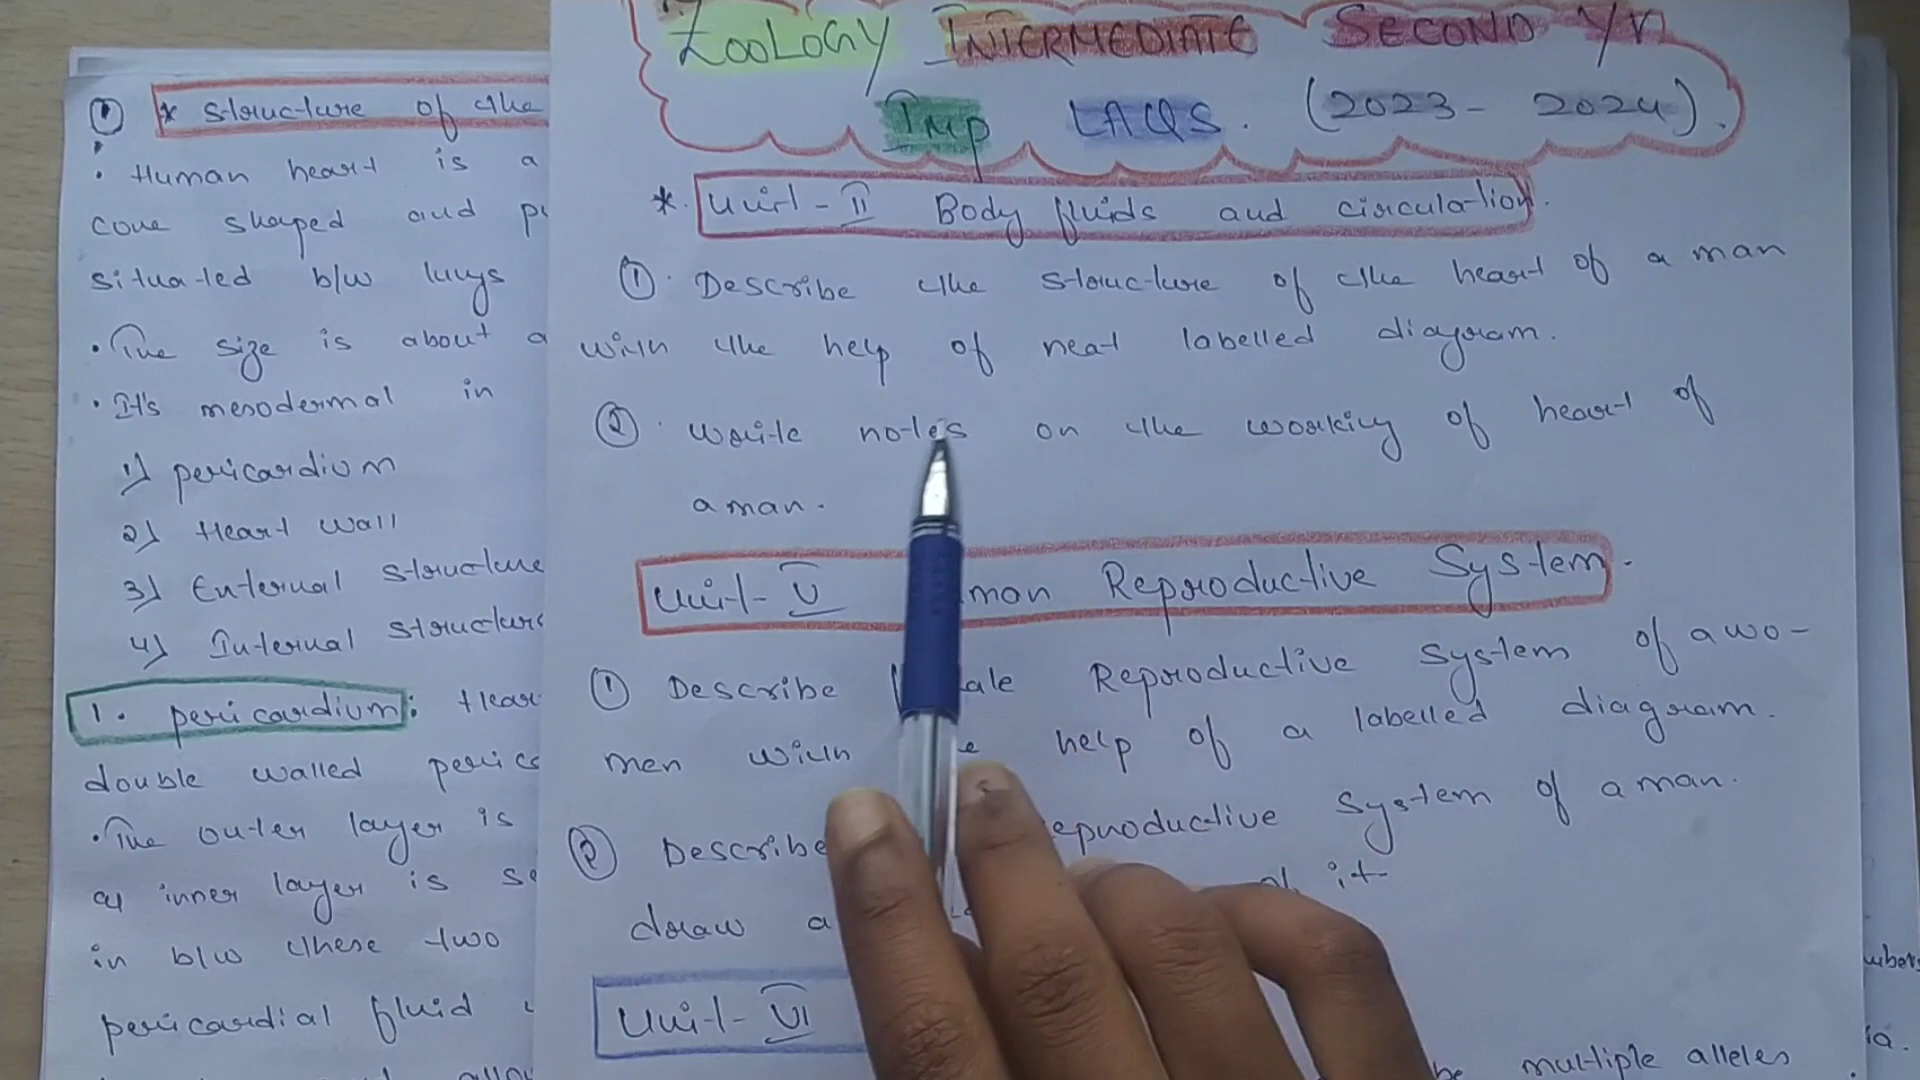 ① * Structure of the
• Human heart is a
cone shaped and
situated b/w lungs
• The size is about
• It's mesodermal in
1) pericardium
2) Heart wall
3) External structure
4) Internal structure
1. pericardium:
double walled
• The outer layer is
inner layer is
in b/w these two
pericardial fluid
Zoology Intermediate Second Yr
Imp LAQS. (2023 - 2024).
*. Unit - II Body fluids and circulation.
①. Describe the structure of the heart of a man
with the help of neat labelled diagram.
②. Write notes on the working of heart of
a man.
Unit - V Reproductive System.
① Describe Reproductive system of a wo-
men with help of a labelled diagram.
② Describe system of a man.
draw a of it
Unit - VI
multiple alleles